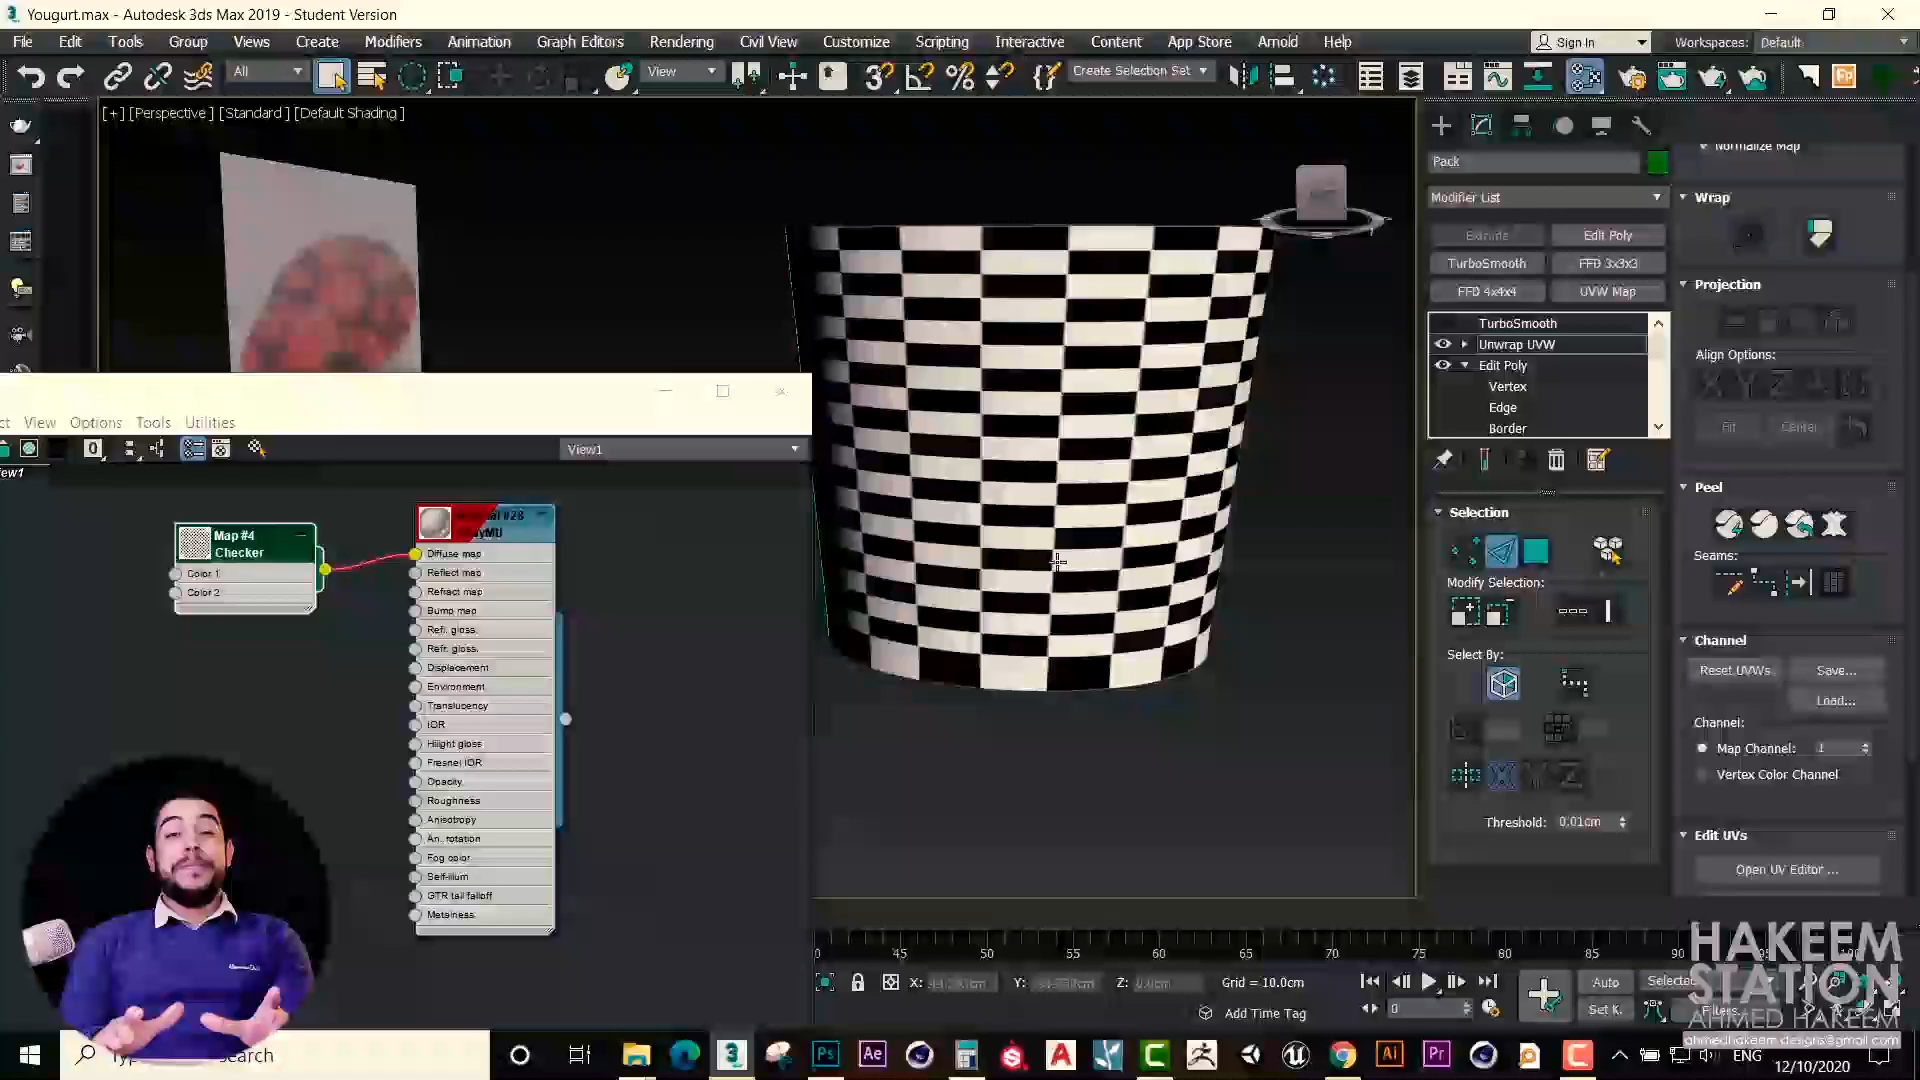 Yougurt.max - Autodesk 3ds Max 2019 - Student Version
File Edit Tools Group Views Create Modifiers Animation Graph Editors Rendering Civil View Customize Scripting Interactive Content App Store Arnold Help
Sign In
Workspaces: Default
All
View
Create Selection Set
[+] [Perspective ] [Standard ] [Default Shading ]
Pack
Modifier List
Extrude
Edit Poly
TurboSmooth
FFD 3x3x3
FFD 4x4x4
UVW Map
TurboSmooth
Unwrap UVW
Edit Poly
Vertex
Edge
Border
Selection
Modify Selection:
Select By:
Threshold: 0.01cm
Normalize Map
Wrap
Projection
Align Options:
Fit
Center
Peel
Seams:
Channel
Reset UVWs
Save...
Load...
Channel:
Map Channel: 1
Vertex Color Channel
Edit UVs
Open UV Editor ...
View Options Tools Utilities
View1
Map #4
Checker
Color 1
Color 2
Diffuse map
Reflect map
Refract map
Bump map
Refl. gloss.
Refr. gloss.
Displacement
Environment
Translucency
IOR
Hilight gloss
Fresnel IOR
Opacity
Roughness
Anisotropy
An. rotation
Fog color
Self-illum
GTR tail falloff
Metalness
45 50 55 60 65 70 75 80 85 90
X:
Y:
Z:
Grid = 10.0cm
Add Time Tag
0
Auto
Set K.
Selected
Filters...
HAKEEM
STATION
AHMED HAKEEM
ahmedhakeem.designs@gmail.com
search
ENG
12/10/2020